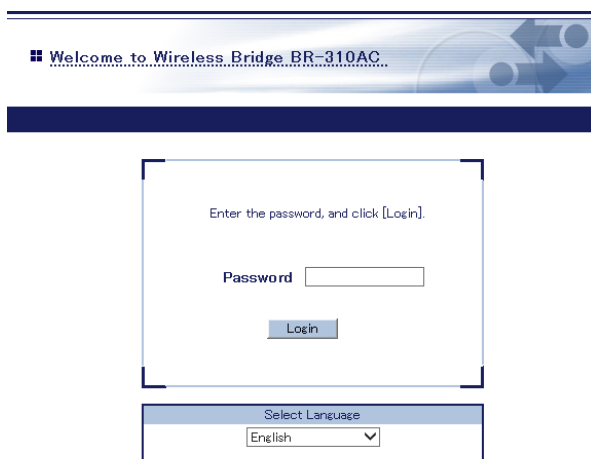 Welcome to Wireless Bridge BR-310AC
Enter the password, and click [Login].
Password
Login
Select Language
English